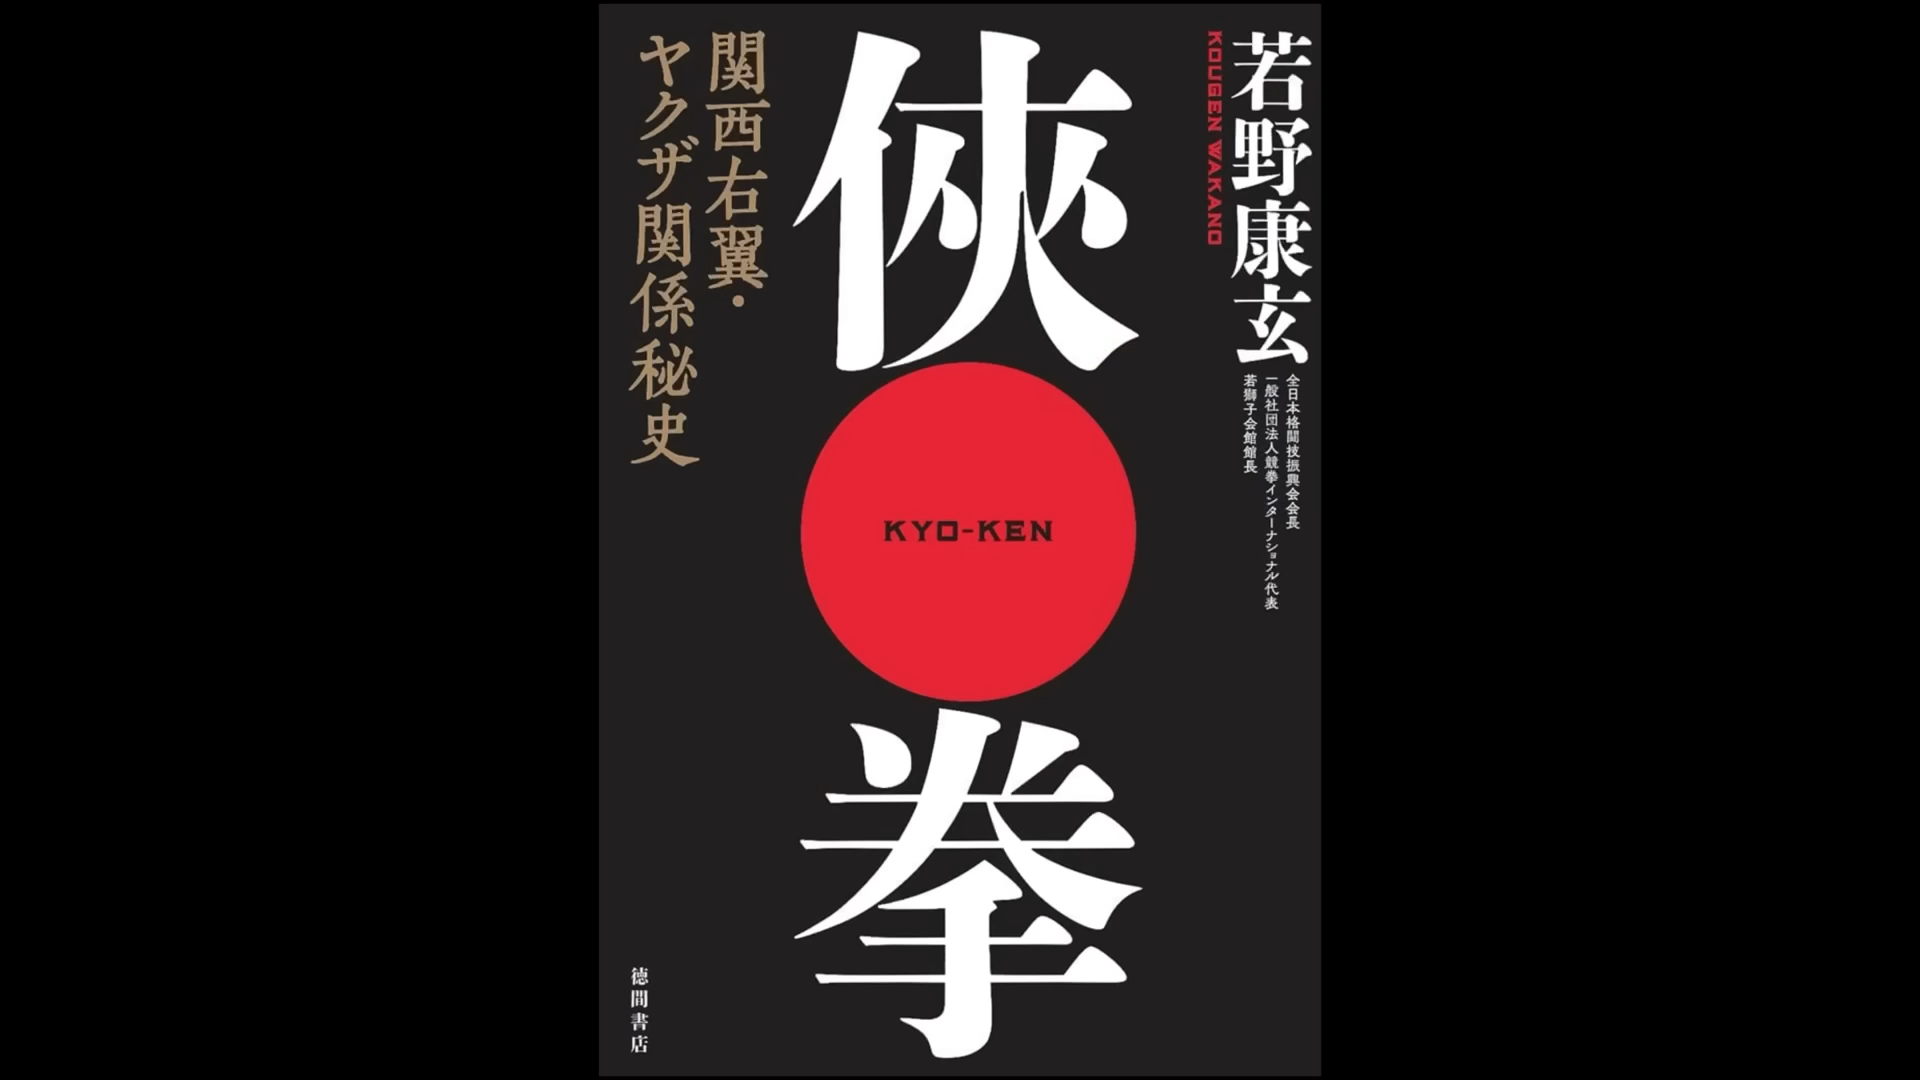 若野康玄
KOUGEN WAKANO
全日本格闘技振興会会長
一般社団法人競拳インターナショナル代表
若獅子会館館長
俠
KYO-KEN
拳
関西右翼・
ヤクザ関係秘史
徳間書店